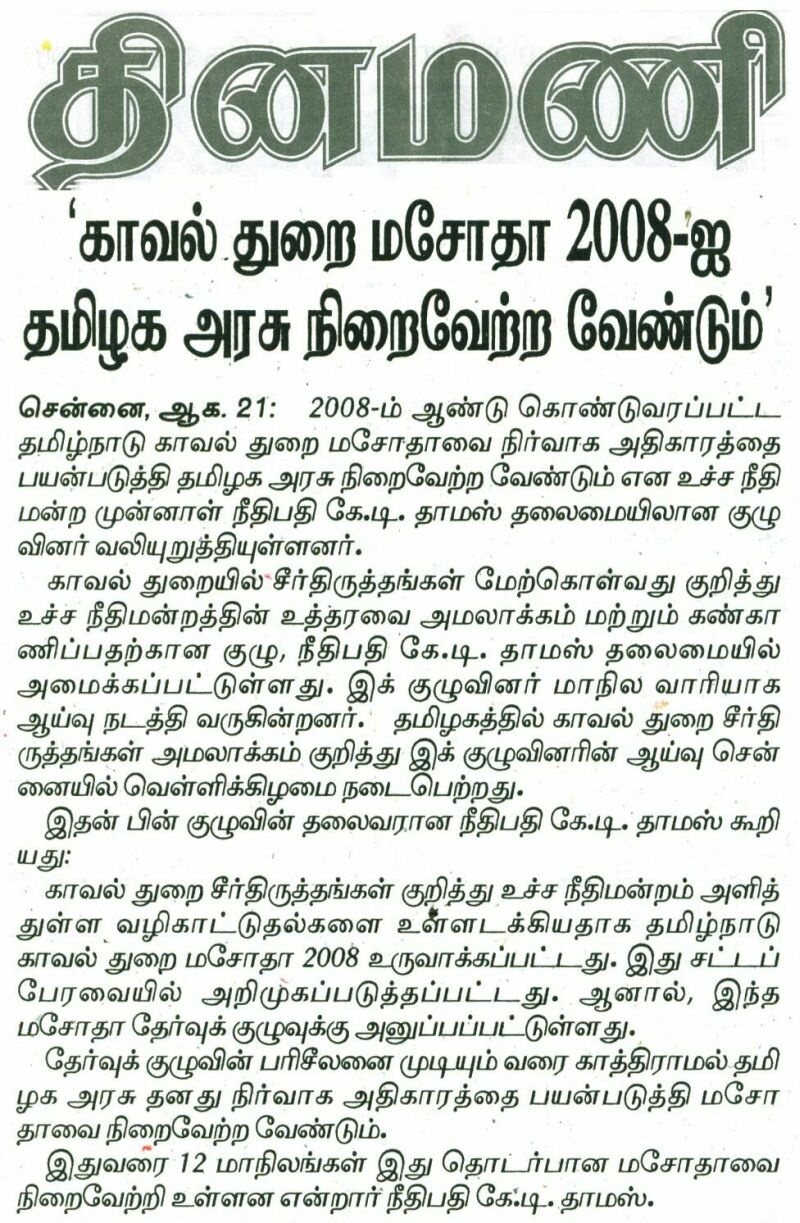 தினமணி
‘காவல் துறை மசோதா 2008-ஐ
தமிழக அரசு நிறைவேற்ற வேண்டும்’
சென்னை, ஆக. 21: 2008-ம் ஆண்டு கொண்டுவரப்பட்ட
தமிழ்நாடு காவல் துறை மசோதாவை நிர்வாக அதிகாரத்தை
பயன்படுத்தி தமிழக அரசு நிறைவேற்ற வேண்டும் என உச்ச நீதி
மன்ற முன்னாள் நீதிபதி கே.டி. தாமஸ் தலைமையிலான குழு
வினர் வலியுறுத்தியுள்ளனர்.
காவல் துறையில் சீர்திருத்தங்கள் மேற்கொள்வது குறித்து
உச்ச நீதிமன்றத்தின் உத்தரவை அமலாக்கம் மற்றும் கண்கா
ணிப்பதற்கான குழு, நீதிபதி கே.டி. தாமஸ் தலைமையில்
அமைக்கப்பட்டுள்ளது. இக் குழுவினர் மாநில வாரியாக
ஆய்வு நடத்தி வருகின்றனர். தமிழகத்தில் காவல் துறை சீர்தி
ருத்தங்கள் அமலாக்கம் குறித்து இக் குழுவினரின் ஆய்வு சென்
னையில் வெள்ளிக்கிழமை நடைபெற்றது.
இதன் பின் குழுவின் தலைவரான நீதிபதி கே.டி. தாமஸ் கூறி
யது:
காவல் துறை சீர்திருத்தங்கள் குறித்து உச்ச நீதிமன்றம் அளித்
துள்ள வழிகாட்டுதல்களை உள்ளடக்கியதாக தமிழ்நாடு
காவல் துறை மசோதா 2008 உருவாக்கப்பட்டது. இது சட்டப்
பேரவையில் அறிமுகப்படுத்தப்பட்டது. ஆனால், இந்த
மசோதா தேர்வுக் குழுவுக்கு அனுப்பப்பட்டுள்ளது.
தேர்வுக் குழுவின் பரிசீலனை முடியும் வரை காத்திராமல் தமி
ழக அரசு தனது நிர்வாக அதிகாரத்தை பயன்படுத்தி மசோ
தாவை நிறைவேற்ற வேண்டும்.
இதுவரை 12 மாநிலங்கள் இது தொடர்பான மசோதாவை
நிறைவேற்றி உள்ளன என்றார் நீதிபதி கே.டி. தாமஸ்.